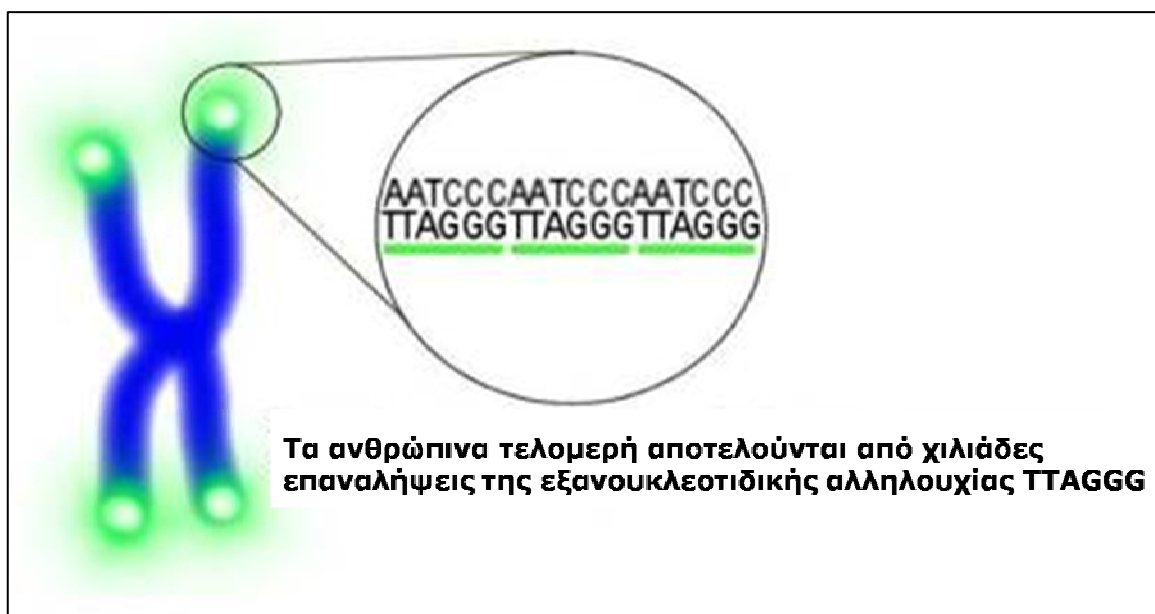 AATCCCAATCCCAATCCC
TTAGGGTTAGGGTTAGGG
Τα ανθρώπινα τελομερή αποτελούνται από χιλιάδες
επαναλήψεις της εξανουκλεοτιδικής αλληλουχίας TTAGGG